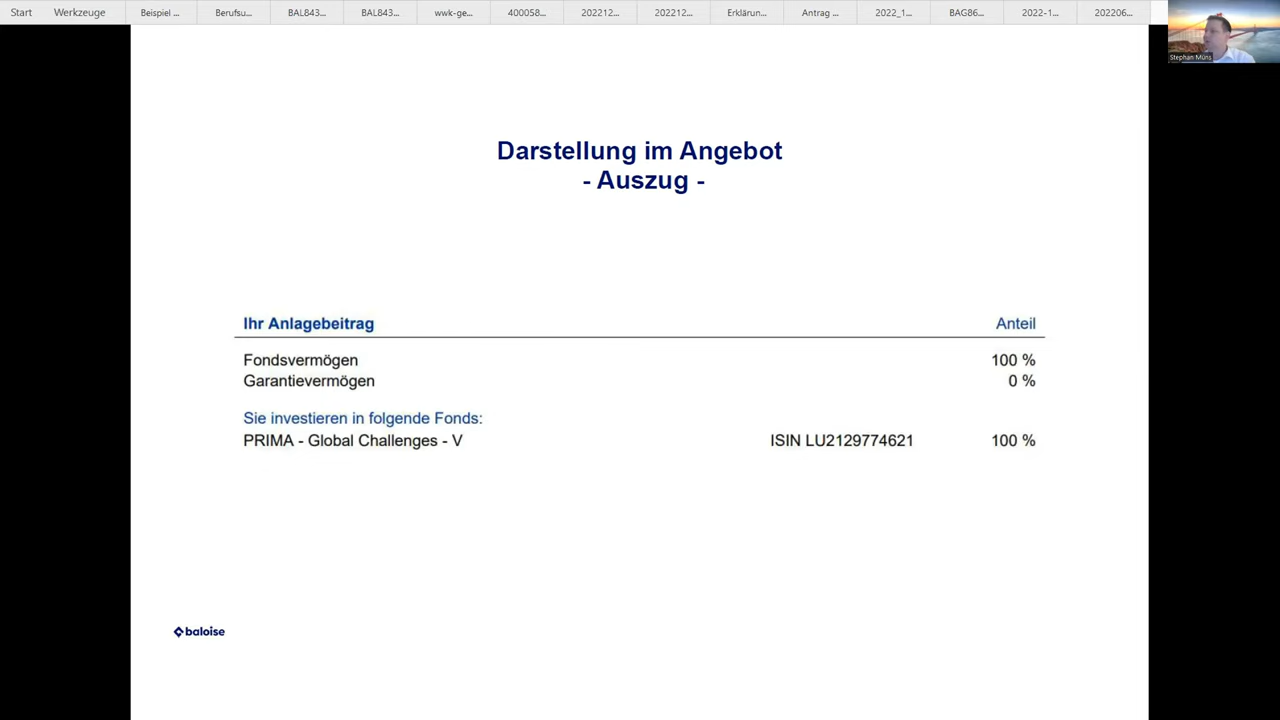 Start Werkzeuge Beispiel ... Berufsu... BAL843... BAL843... wwk-ge... 400058... 202212... 202212... Erklärun... Antrag ... 2022_1... BAG86... 2022-1... 202206...
Stephan Müns
Darstellung im Angebot
- Auszug -
Ihr Anlagebeitrag Anteil
Fondsvermögen 100 %
Garantievermögen 0 %
Sie investieren in folgende Fonds:
PRIMA - Global Challenges - V ISIN LU2129774621 100 %
baloise